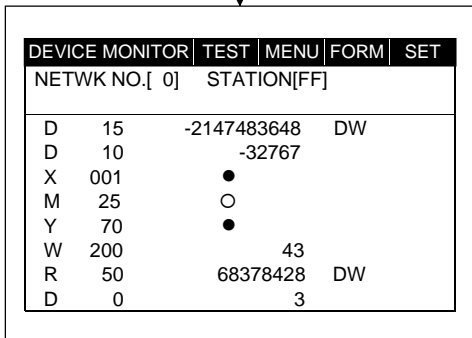 DEVICE MONITOR TEST MENU FORM SET
NETWK NO.[ 0] STATION[FF]
D 15 -2147483648 DW
D 10 -32767
X 001 ●
M 25 ○
Y 70 ●
W 200 43
R 50 68378428 DW
D 0 3